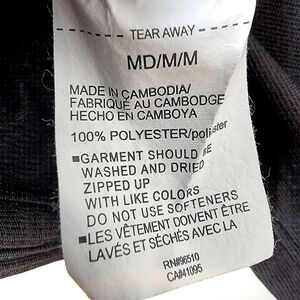 TEAR AWAY
MD/M/M
MADE IN CAMBODIA/
FABRIQUÉ AU CAMBODGE
HECHO EN CAMBOYA
100% POLYESTER/polyester
■GARMENT SHOULD BE
WASHED AND DRIED
ZIPPED UP
WITH LIKE COLORS
DO NOT USE SOFTENERS
■LES VÊTEMENT DOIVENT ÊTRE
LAVÉS ET SÉCHÉS AVEC LA
RN#96510
CA#41095